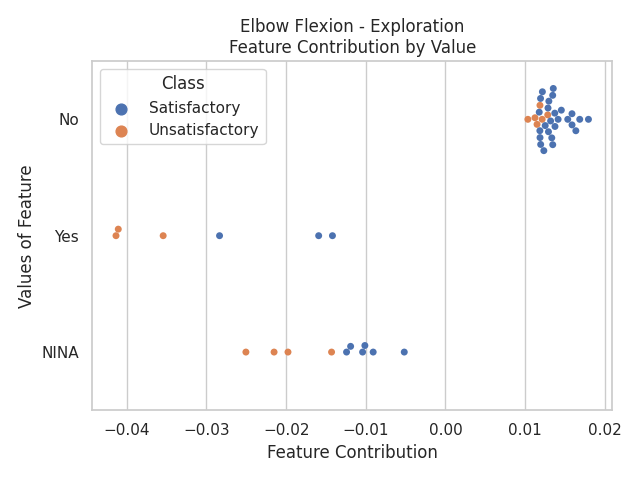 Elbow Flexion - Exploration
Feature Contribution by Value
Class
Satisfactory
Unsatisfactory
Values of Feature
No
Yes
NINA
−0.04 −0.03 −0.02 −0.01 0.00 0.01 0.02
Feature Contribution